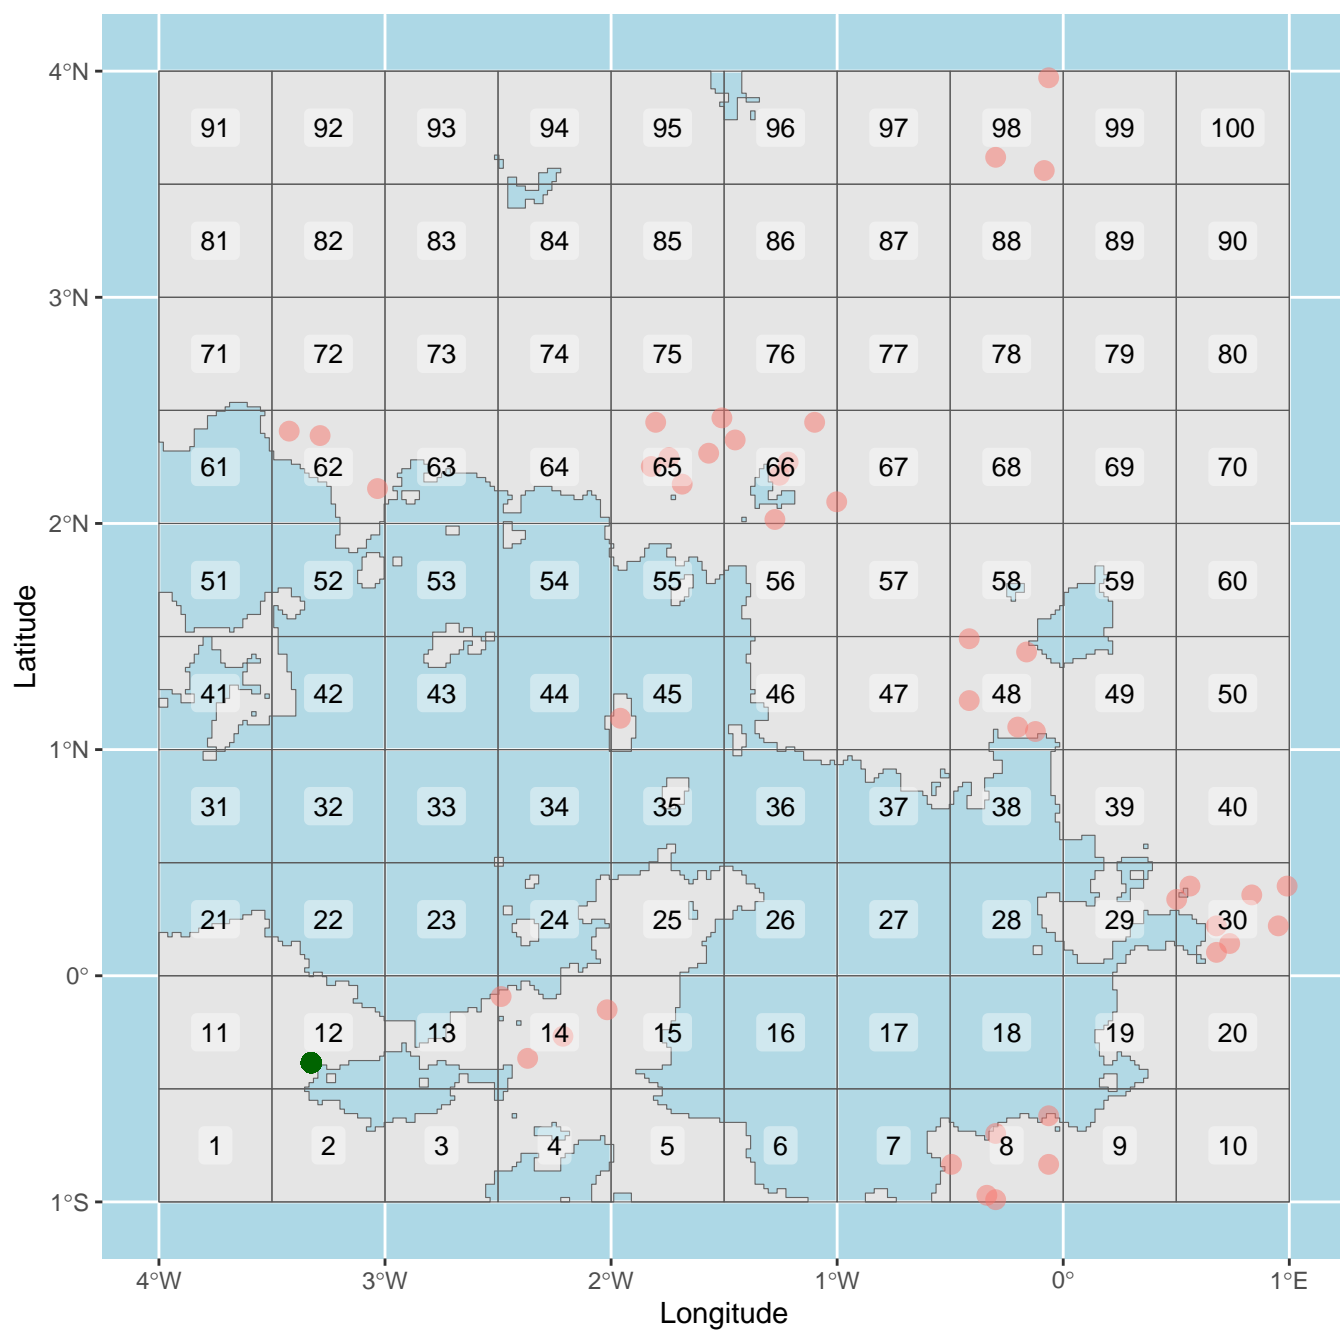 4°N
91 92 93 94 95 96 97 98 99 100
81 82 83 84 85 86 87 88 89 90
3°N
71 72 73 74 75 76 77 78 79 80
61 62 63 64 65 66 67 68 69 70
2°N
51 52 53 54 55 56 57 58 59 60
Latitude
41 42 43 44 45 46 47 48 49 50
1°N
31 32 33 34 35 36 37 38 39 40
21 22 23 24 25 26 27 28 29 30
0°
11 12 13 14 15 16 17 18 19 20
1 2 3 4 5 6 7 8 9 10
1°S
4°W 3°W 2°W 1°W 0° 1°E
Longitude